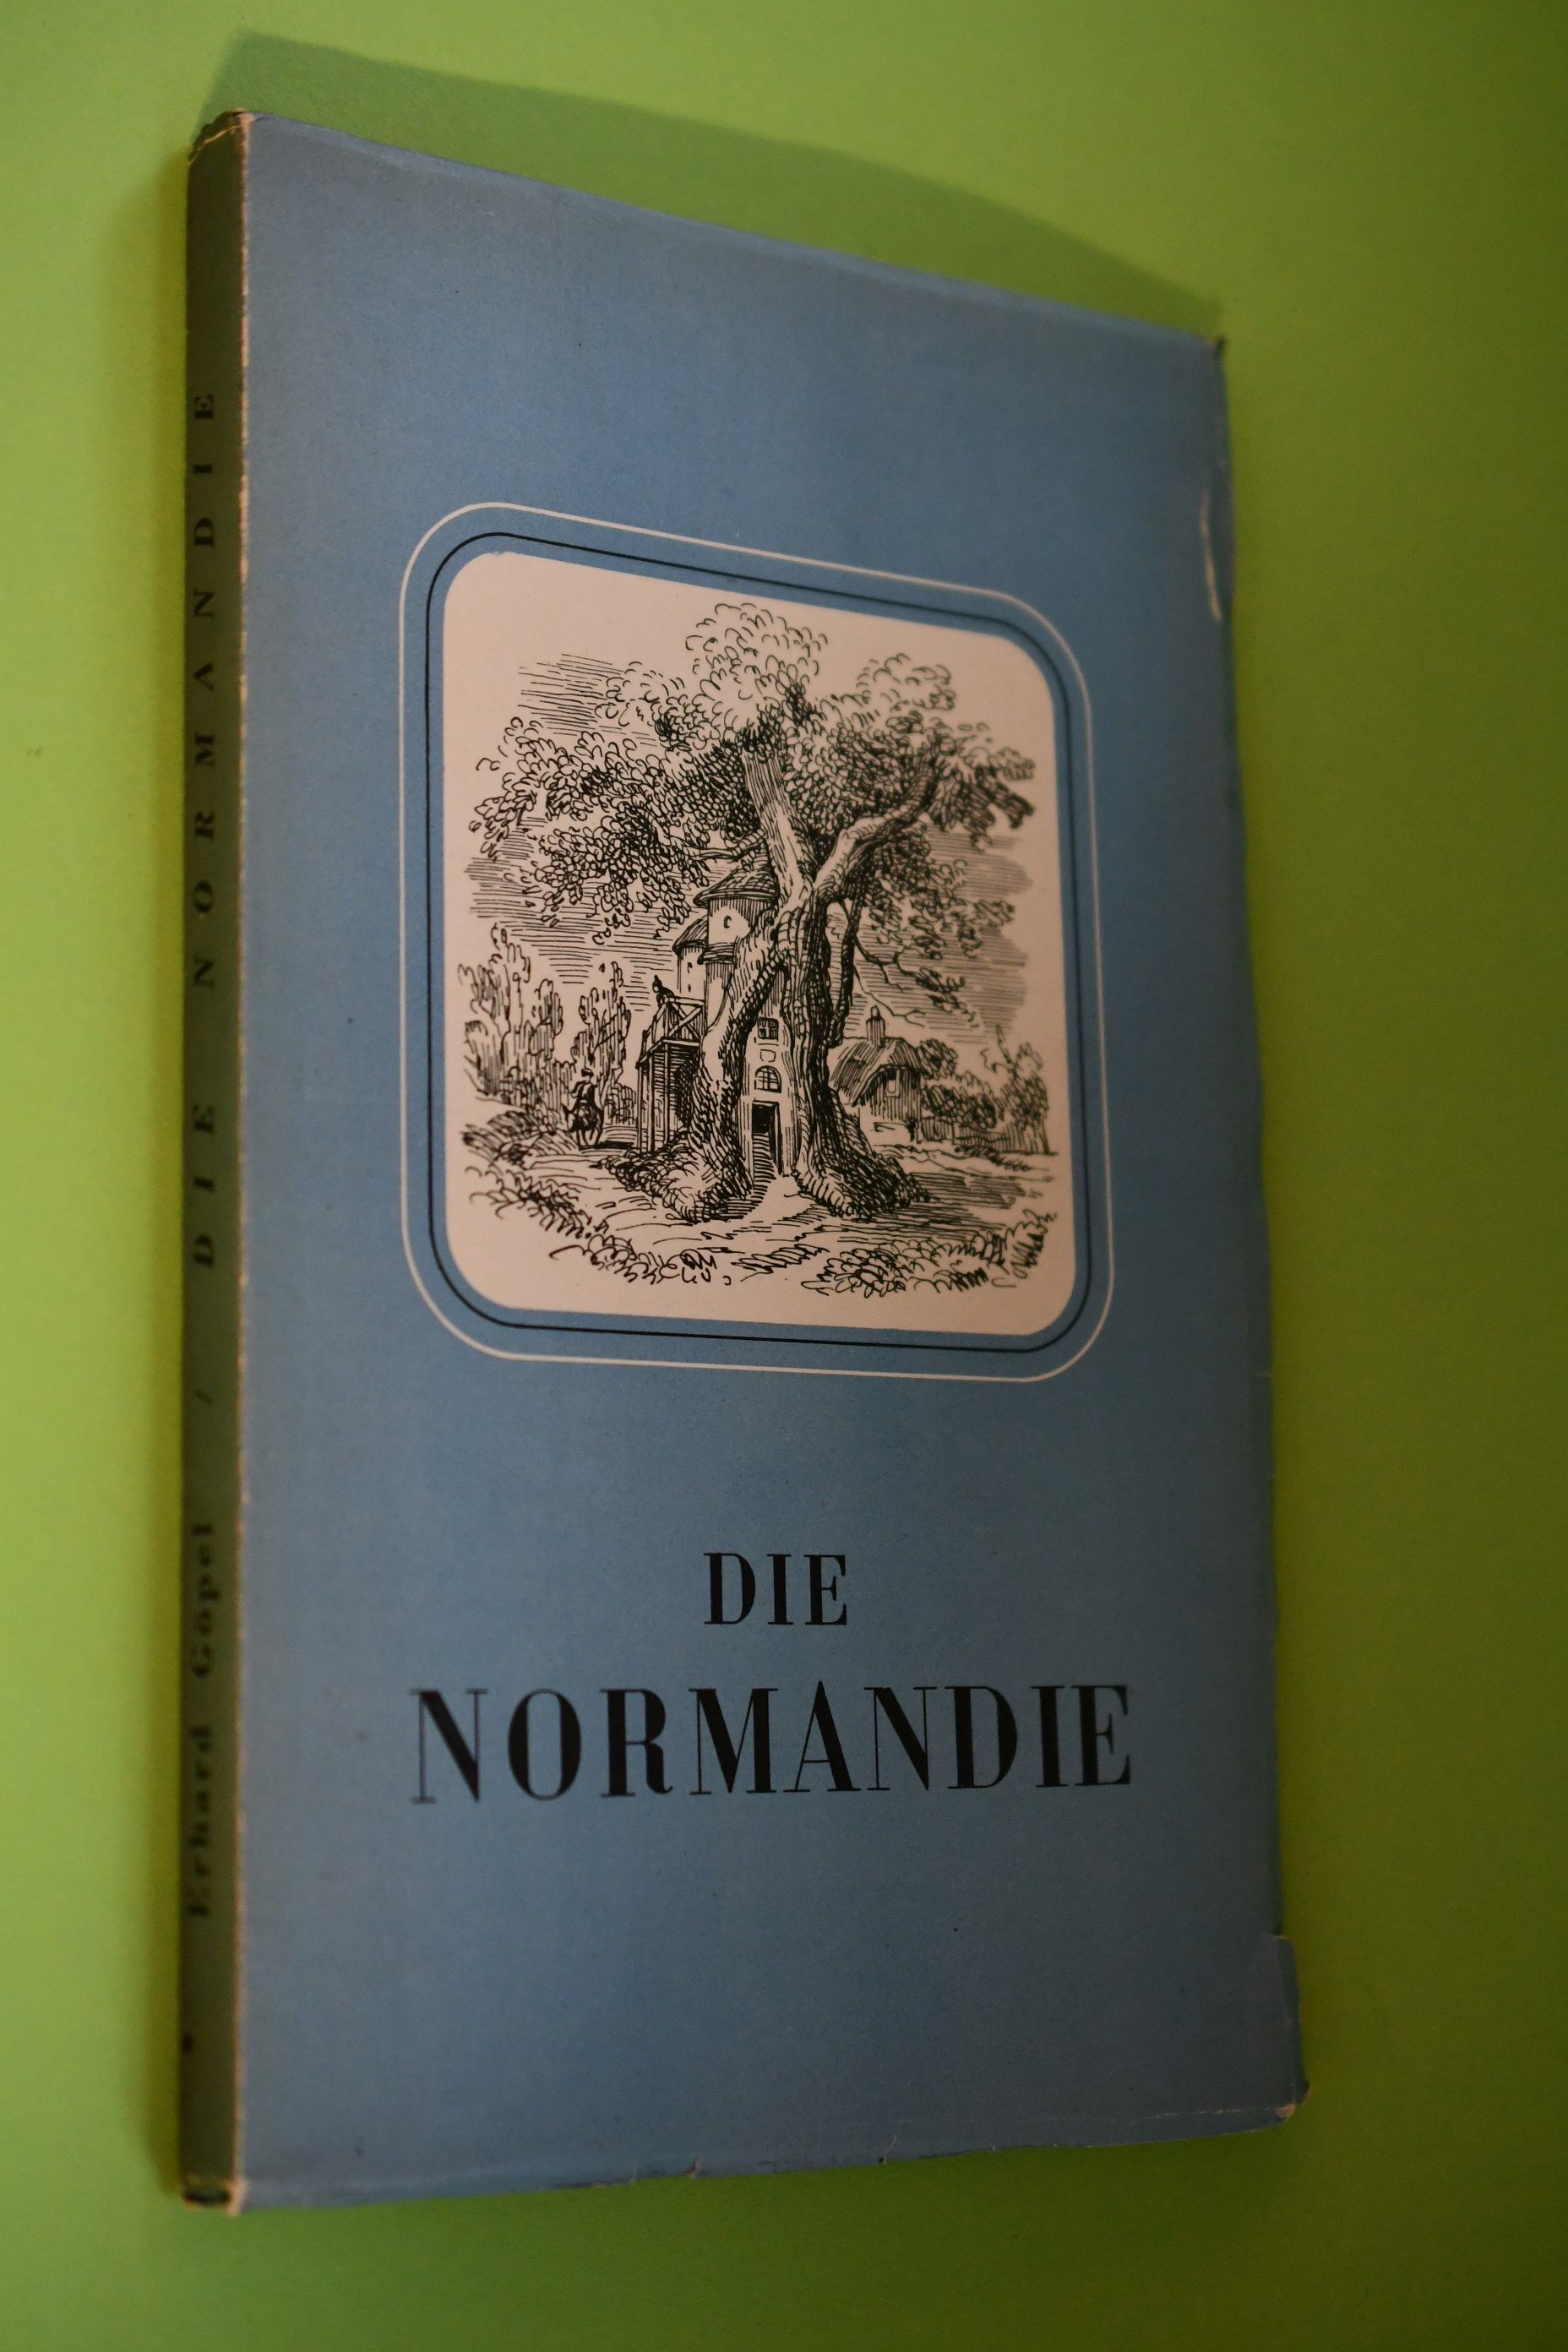 Erhard Göpel / DIE NORMANDIE
DIE
NORMANDIE